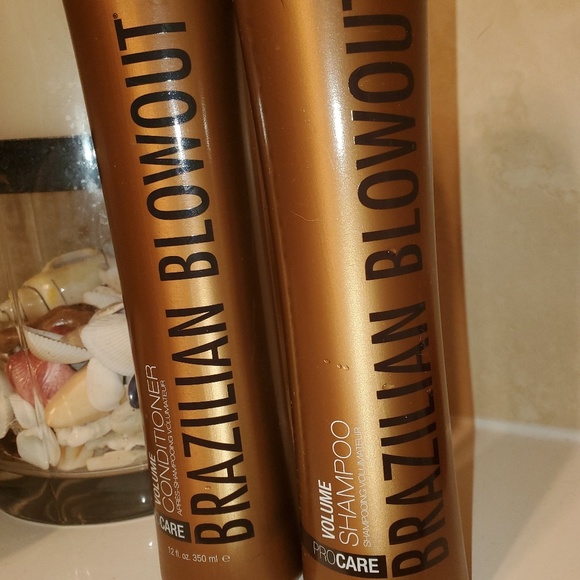 BRAZILIAN BLOWOUT®
VOLUME
CONDITIONER
APRÈS-SHAMPOOING VOLUMATEUR
CARE
12 fl. oz. 350 ml e
BRAZILIAN BLOWOUT
VOLUME
SHAMPOO
SHAMPOOING VOLUMATEUR
PROCARE